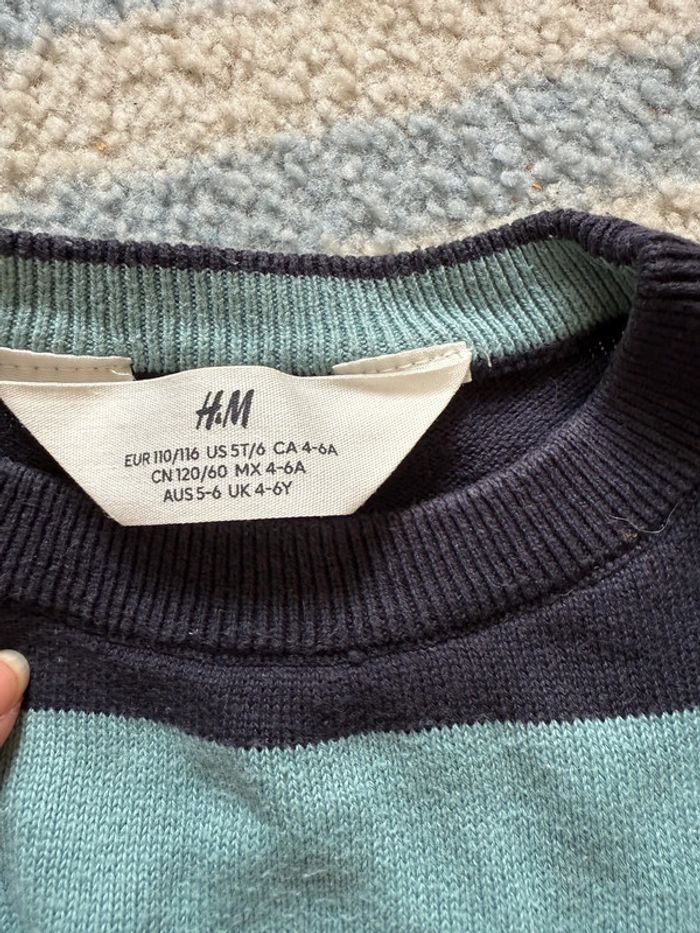 H&M
EUR 110/116 US 5T/6 CA 4-6A
CN 120/60 MX 4-6A
AUS 5-6 UK 4-6Y